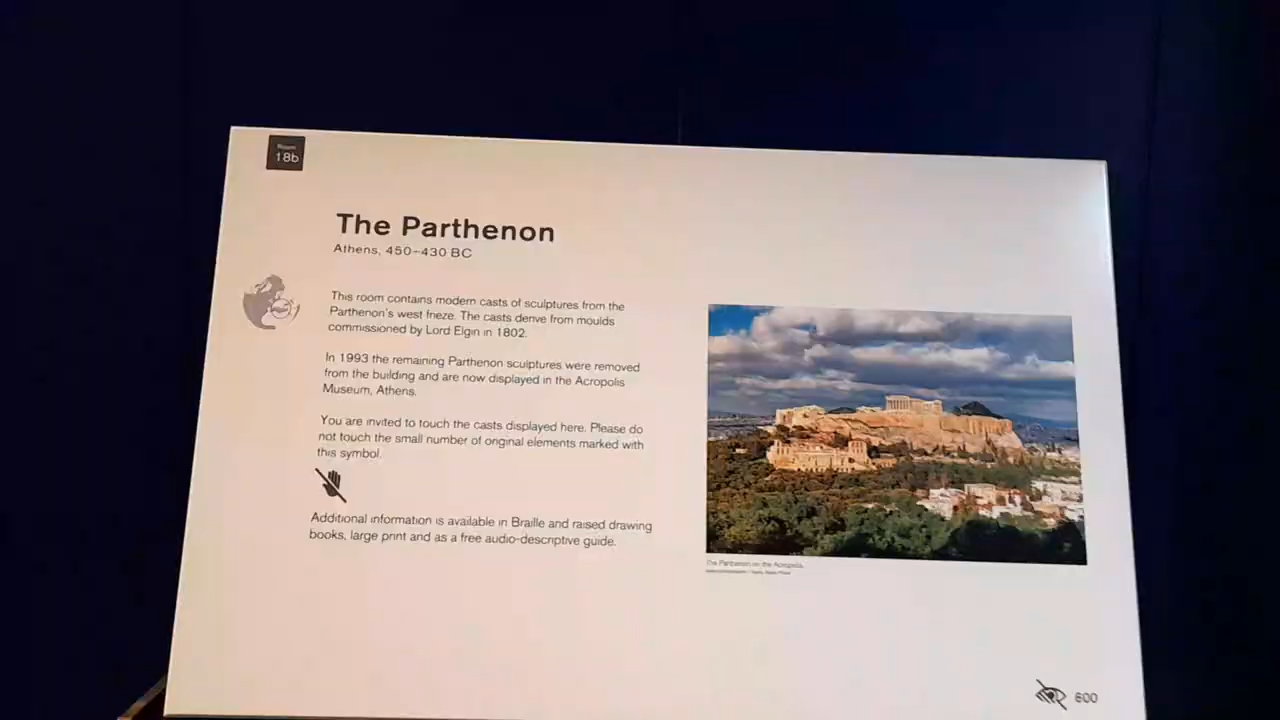 Room
18b
The Parthenon
Athens, 450–430 BC
This room contains modern casts of sculptures from the
Parthenon's west frieze. The casts derive from moulds
commissioned by Lord Elgin in 1802.
In 1993 the remaining Parthenon sculptures were removed
from the building and are now displayed in the Acropolis
Museum, Athens.
You are invited to touch the casts displayed here. Please do
not touch the small number of original elements marked with
this symbol.
Additional information is available in Braille and raised drawing
books, large print and as a free audio-descriptive guide.
The Parthenon on the Acropolis.
600